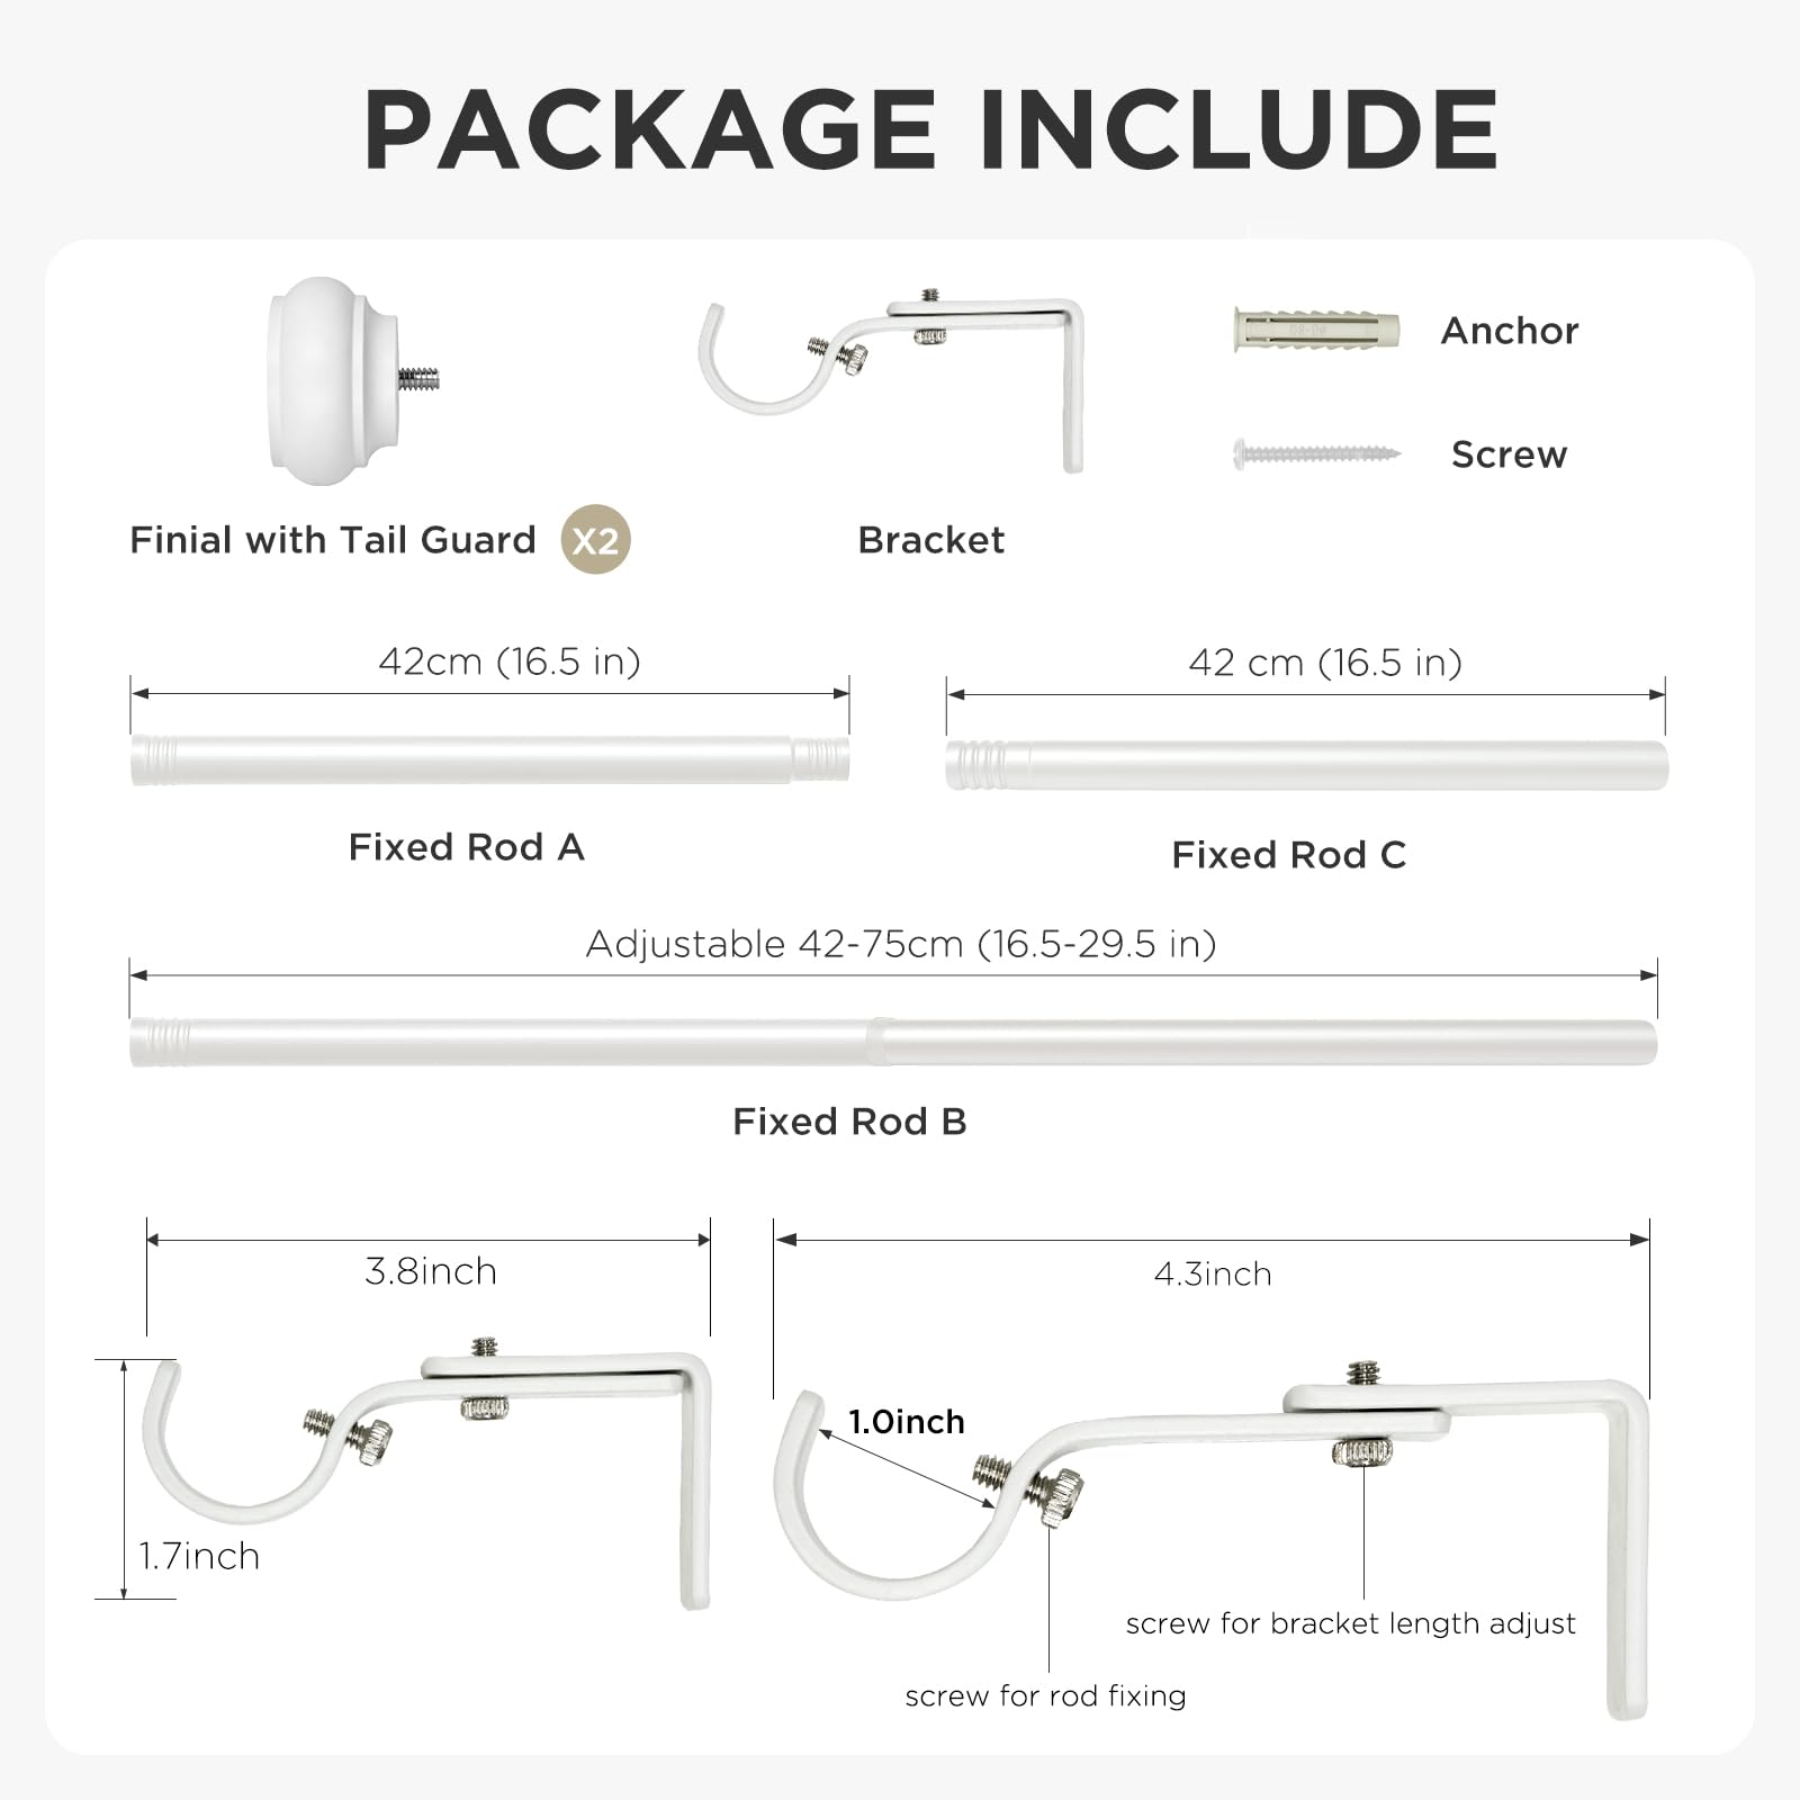 PACKAGE INCLUDE
Anchor
Screw
Finial with Tail Guard X2
Bracket
42cm (16.5 in)
42 cm (16.5 in)
Fixed Rod A
Fixed Rod C
Adjustable 42-75cm (16.5-29.5 in)
Fixed Rod B
3.8inch
4.3inch
1.0inch
1.7inch
screw for bracket length adjust
screw for rod fixing